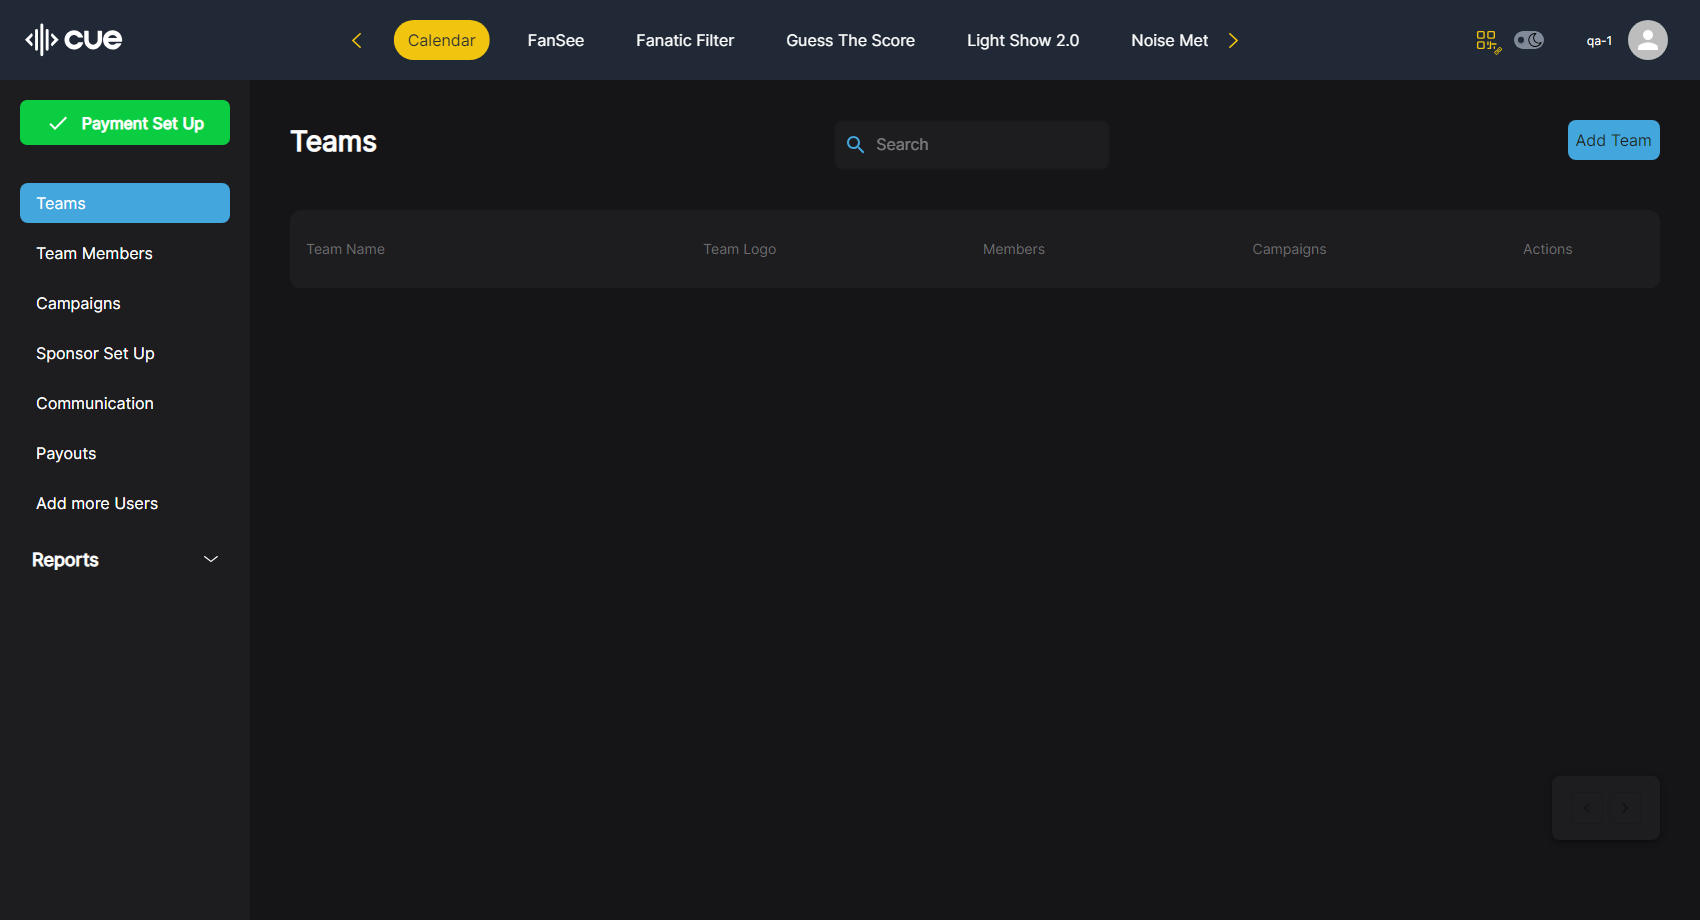 cue
Calendar
FanSee
Fanatic Filter
Guess The Score
Light Show 2.0
Noise Met
qa-1
Payment Set Up
Teams
Team Members
Campaigns
Sponsor Set Up
Communication
Payouts
Add more Users
Reports
Teams
Search
Add Team
Team Name
Team Logo
Members
Campaigns
Actions